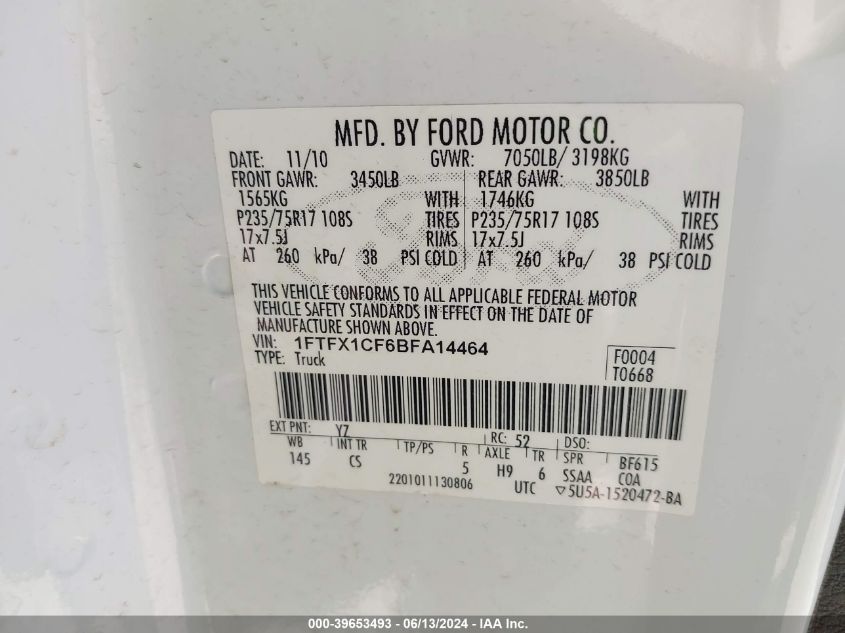 MFD. BY FORD MOTOR CO.
DATE: 11/10 GVWR: 7050LB/ 3198KG
FRONT GAWR: 3450LB REAR GAWR: 3850LB
1565KG WITH 1746KG WITH
P235/75R17 108S TIRES P235/75R17 108S TIRES
17x7.5J RIMS 17x7.5J RIMS
AT 260 kPa/ 38 PSI COLD AT 260 kPa/ 38 PSI COLD
THIS VEHICLE CONFORMS TO ALL APPLICABLE FEDERAL MOTOR
VEHICLE SAFETY STANDARDS IN EFFECT ON THE DATE OF
MANUFACTURE SHOWN ABOVE.
VIN: 1FTFX1CF6BFA14464 F0004
TYPE: Truck T0668
EXT PNT: YZ RC: 52 DSO:
WB INT TR TP/PS R AXLE TR SPR BF615
145 CS 5 H9 6 SSAA COA
2201011130806 UTC ▽5U5A-1520472-BA
000-39653493 - 06/13/2024 - IAA Inc.